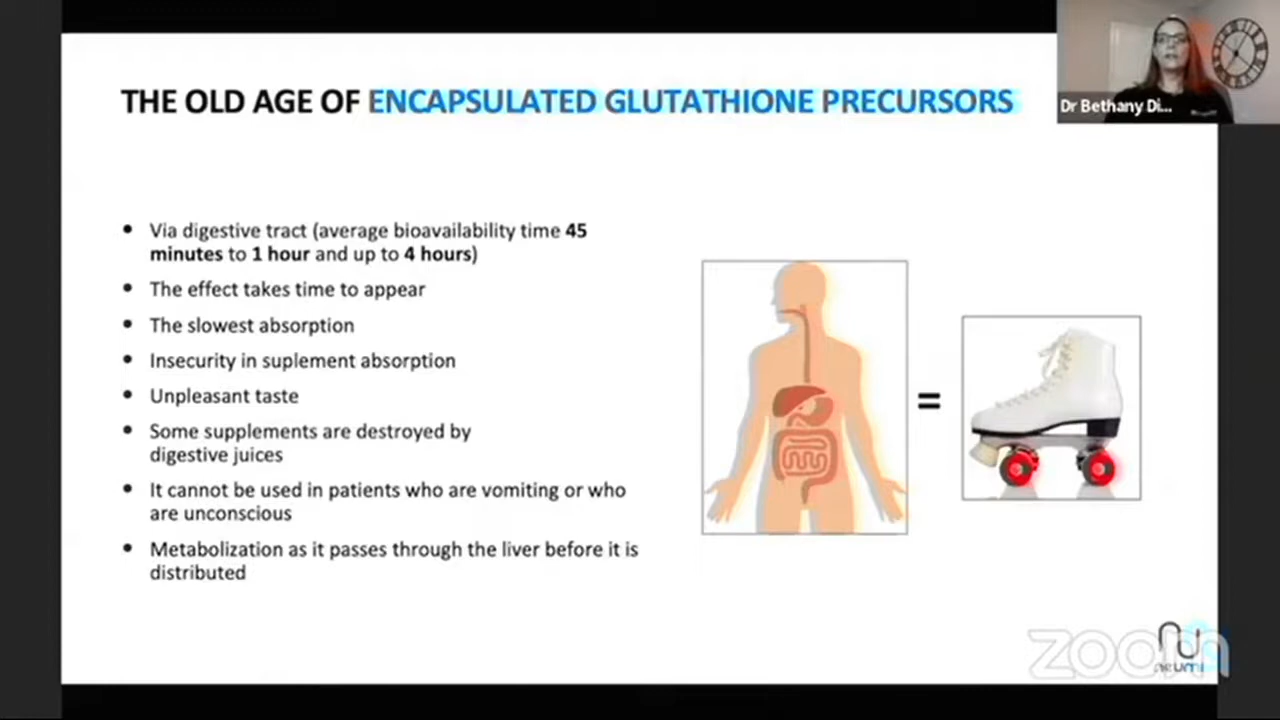 THE OLD AGE OF ENCAPSULATED GLUTATHIONE PRECURSORS
Dr Bethany Di...
• Via digestive tract (average bioavailability time 45
minutes to 1 hour and up to 4 hours)
• The effect takes time to appear
• The slowest absorption
• Insecurity in suplement absorption
• Unpleasant taste
• Some supplements are destroyed by
digestive juices
• It cannot be used in patients who are vomiting or who
are unconscious
• Metabolization as it passes through the liver before it is
distributed
=
zoom
neumi